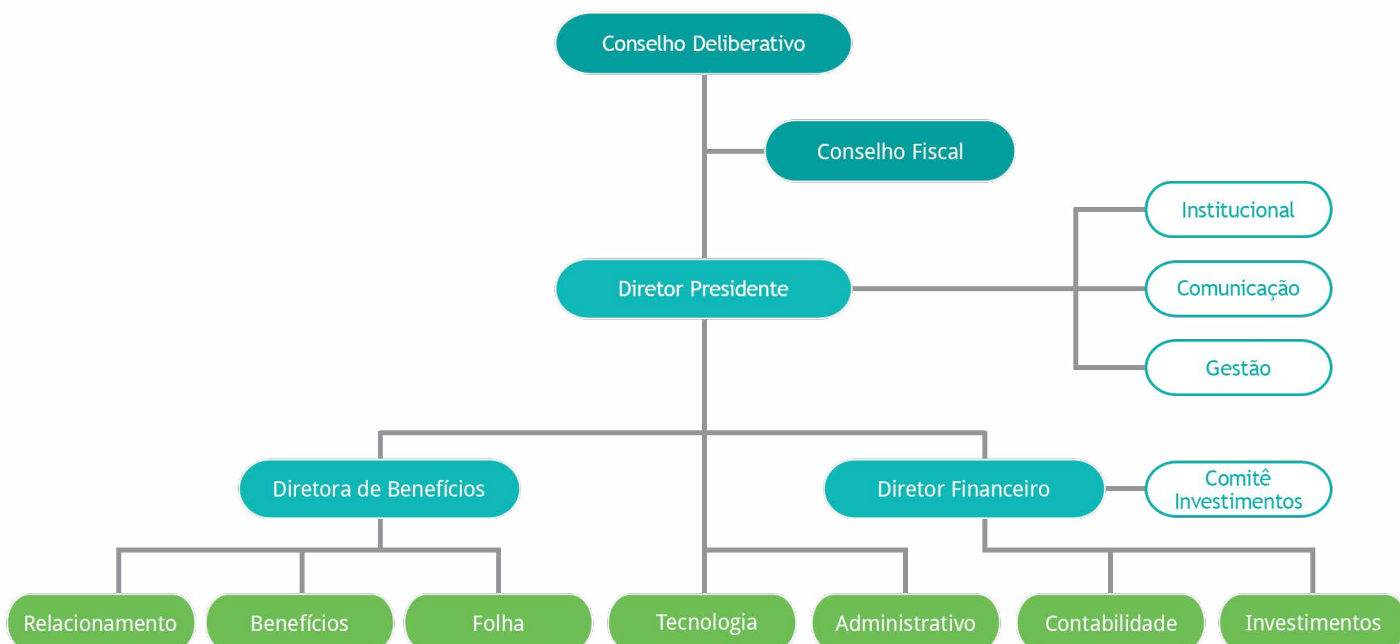 Conselho Deliberativo
Conselho Fiscal
Institucional
Diretor Presidente
Comunicação
Gestão
Diretora de Benefícios
Diretor Financeiro
Comitê
Investimentos
Relacionamento
Benefícios
Folha
Tecnologia
Administrativo
Contabilidade
Investimentos